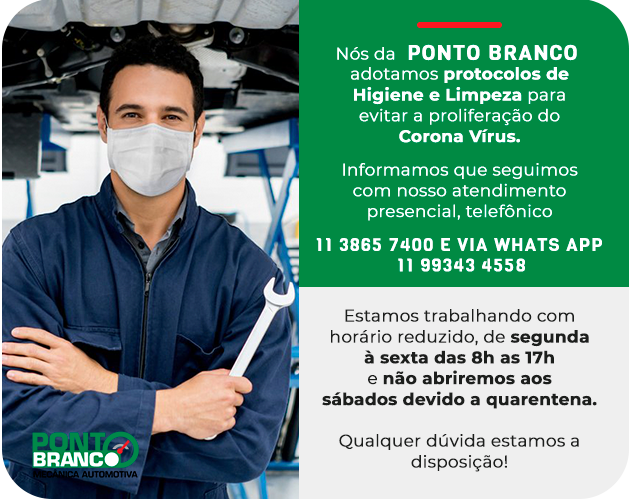 Nós da PONTO BRANCO
adotamos protocolos de
Higiene e Limpeza para
evitar a proliferação do
Corona Vírus.
Informamos que seguimos
com nosso atendimento
presencial, telefônico
11 3865 7400 E VIA WHATS APP
11 99343 4558
Estamos trabalhando com
horário reduzido, de segunda
à sexta das 8h as 17h
e não abriremos aos
sábados devido a quarentena.
Qualquer dúvida estamos a
disposição!
PONTO
BRANCO
MECÂNICA AUTOMOTIVA